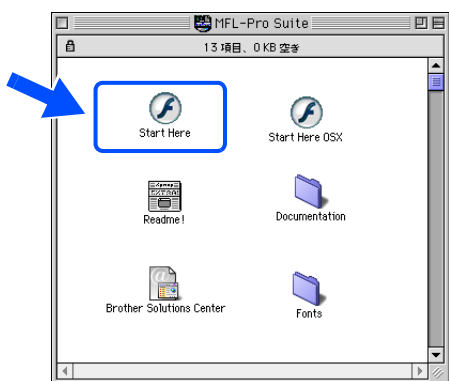 MFL-Pro Suite
13 項目、0 KB 空き
Start Here
Start Here OSX
Readme!
Documentation
Brother Solutions Center
Fonts